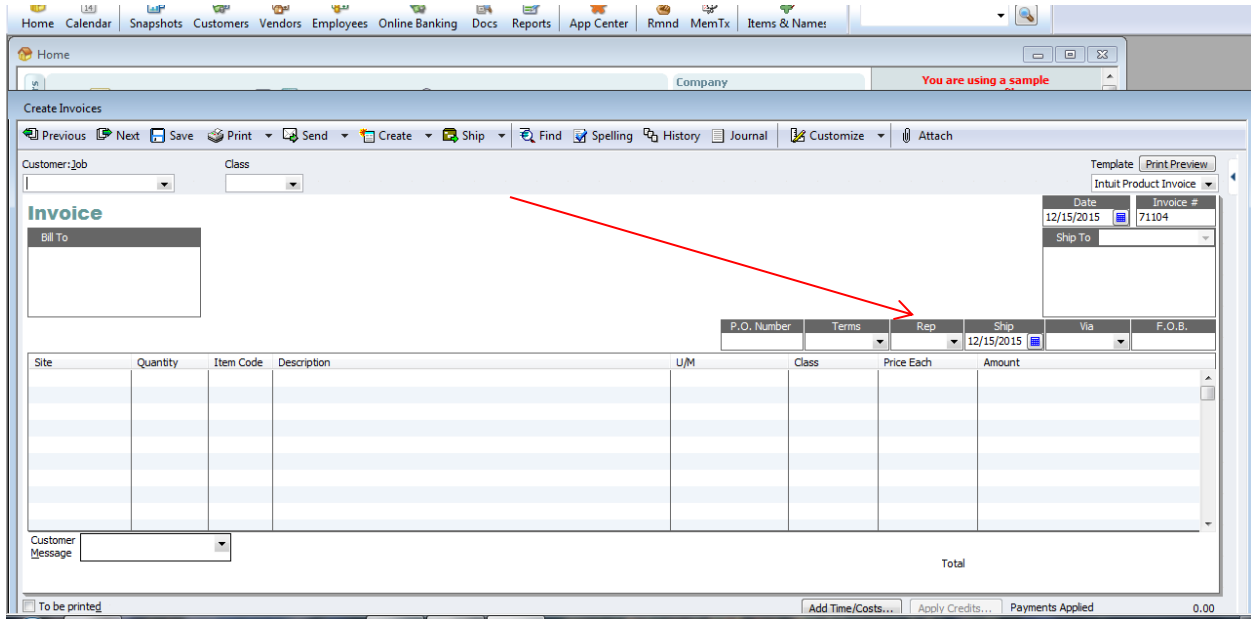 14
Home Calendar Snapshots Customers Vendors Employees Online Banking Docs Reports App Center Rmnd MemTx Items & Names
Home
Company
You are using a sample
Create Invoices
Previous Next Save Print Send Create Ship Find Spelling History Journal Customize Attach
Customer:Job Class Template Print Preview
Intuit Product Invoice
Invoice
Date Invoice #
12/15/2015 71104
Bill To Ship To
P.O. Number Terms Rep Ship Via F.O.B.
12/15/2015
Site Quantity Item Code Description U/M Class Price Each Amount
Customer
Message
Total
To be printed Add Time/Costs... Apply Credits... Payments Applied 0.00